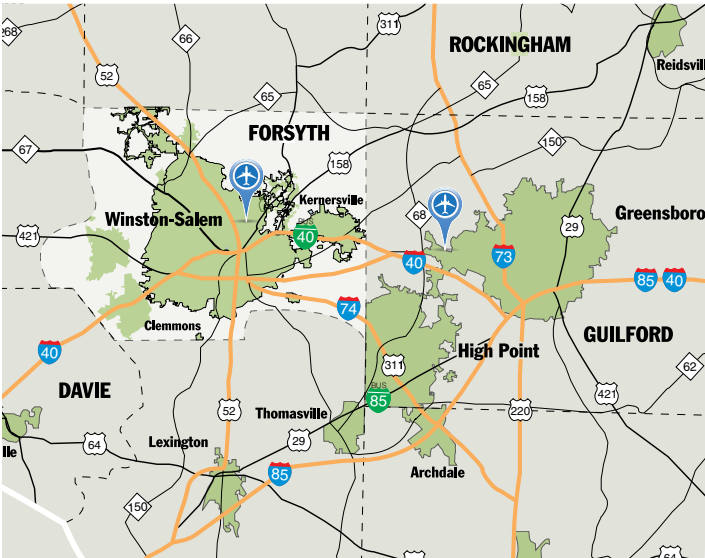 311
66
ROCKINGHAM
268
52
Reidsvill
65
65
158
150
FORSYTH
67
158
Kernersville
Winston-Salem
68
Greensboro
421
BUS
40
29
40
73
85
40
74
Clemmons
GUILFORD
40
High Point
311
62
DAVIE
BUS
85
421
52
Thomasville
220
lle
64
Lexington
29
85
Archdale
150
64